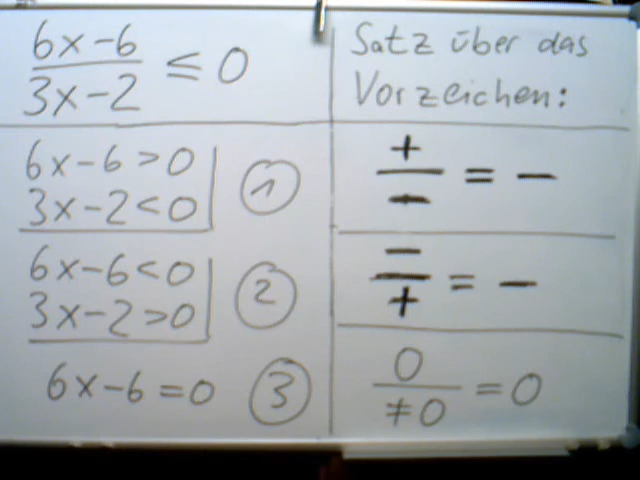 (6x-6)/(3x-2) ≤ 0
Satz über das
Vorzeichen:
6x-6>0
3x-2<0
1
+/- = -
6x-6<0
3x-2>0
2
-/+ = -
6x-6=0
3
0/≠0 = 0